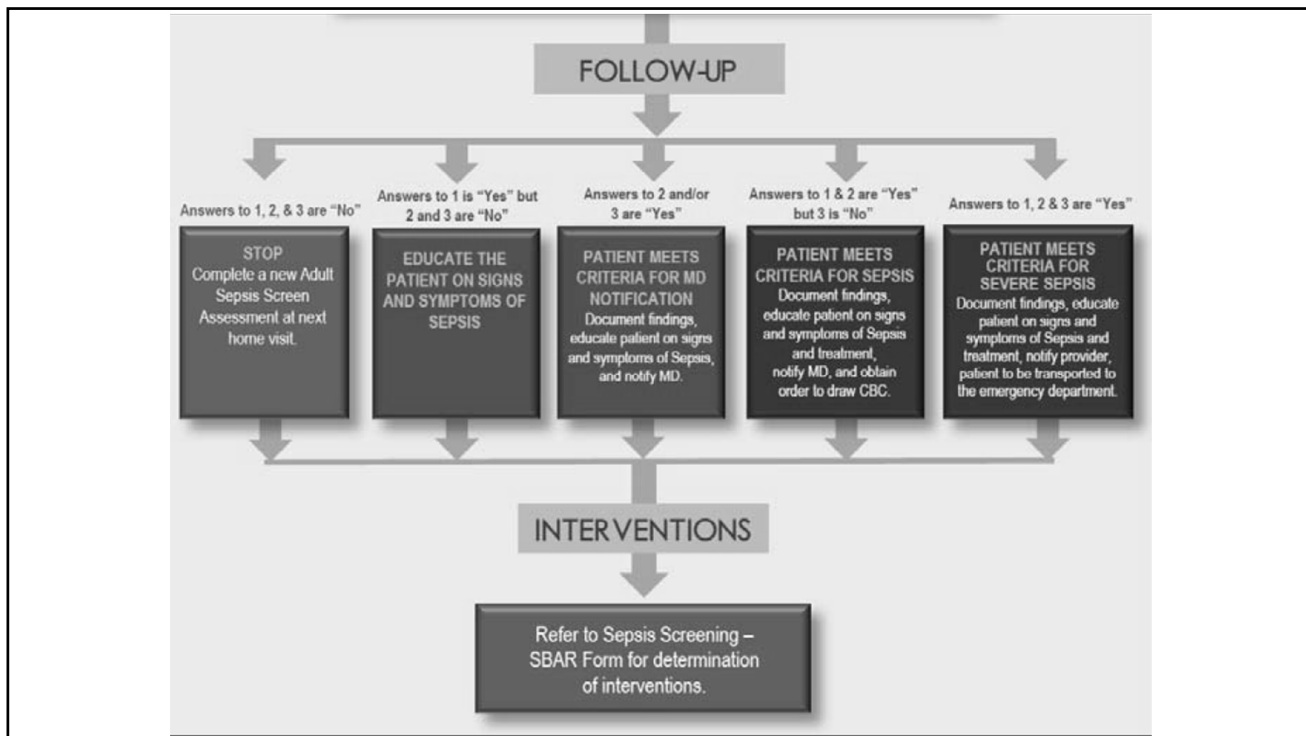 FOLLOW-UP
Answers to 1, 2, & 3 are “No”
STOP
Complete a new Adult
Sepsis Screen
Assessment at next
home visit.
Answers to 1 is “Yes” but
2 and 3 are “No”
EDUCATE THE
PATIENT ON SIGNS
AND SYMPTOMS OF
SEPSIS
Answers to 2 and/or
3 are “Yes”
PATIENT MEETS
CRITERIA FOR MD
NOTIFICATION
Document findings,
educate patient on signs
and symptoms of Sepsis,
and notify MD.
Answers to 1 & 2 are “Yes”
but 3 is “No”
PATIENT MEETS
CRITERIA FOR SEPSIS
Document findings,
educate patient on signs
and symptoms of Sepsis
and treatment,
notify MD, and obtain
order to draw CBC.
Answers to 1, 2 & 3 are “Yes”
PATIENT MEETS
CRITERIA FOR
SEVERE SEPSIS
Document findings, educate
patient on signs and
symptoms of Sepsis and
treatment, notify provider,
patient to be transported to
the emergency department.
INTERVENTIONS
Refer to Sepsis Screening –
SBAR Form for determination
of interventions.